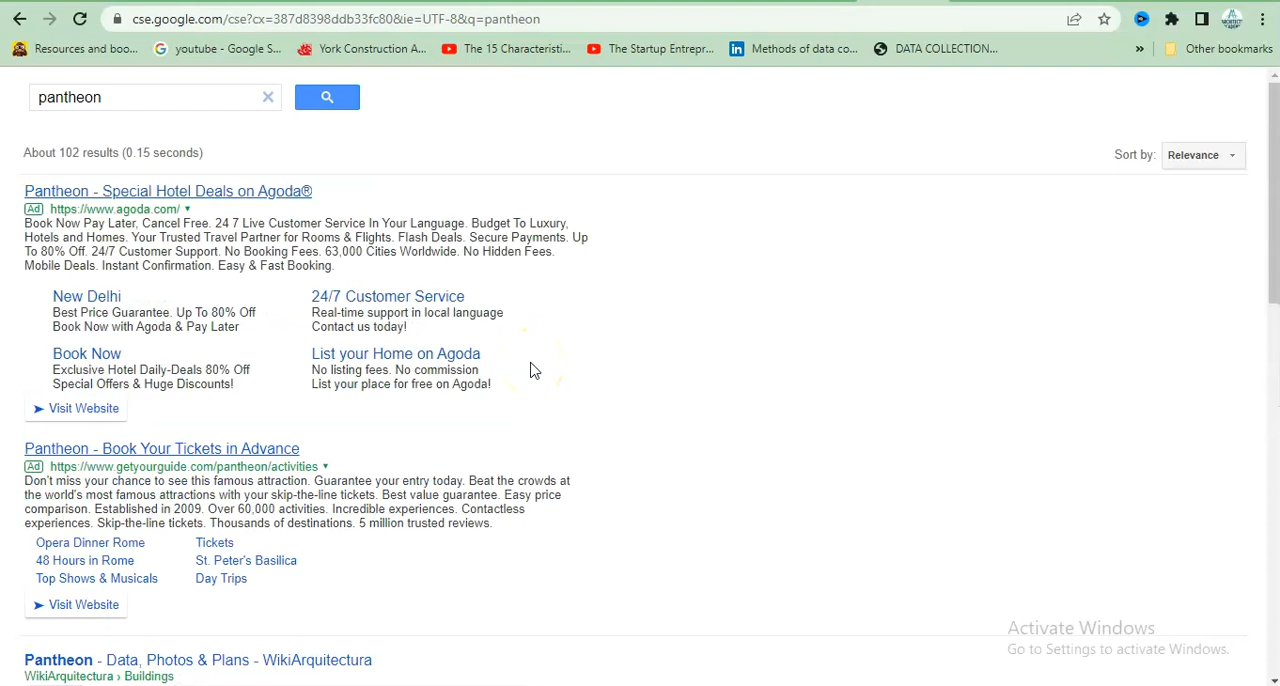 cse.google.com/cse?cx=387d8398ddb33fc80&ie=UTF-8&q=pantheon
Resources and boo... youtube - Google S... York Construction A... The 15 Characteristi... The Startup Entrepr... Methods of data co... DATA COLLECTION... » Other bookmarks
pantheon
About 102 results (0.15 seconds)
Sort by: Relevance
Pantheon - Special Hotel Deals on Agoda®
Ad https://www.agoda.com/
Book Now Pay Later, Cancel Free. 24 7 Live Customer Service In Your Language. Budget To Luxury,
Hotels and Homes. Your Trusted Travel Partner for Rooms & Flights. Flash Deals. Secure Payments. Up
To 80% Off. 24/7 Customer Support. No Booking Fees. 63,000 Cities Worldwide. No Hidden Fees.
Mobile Deals. Instant Confirmation. Easy & Fast Booking.
New Delhi
Best Price Guarantee. Up To 80% Off
Book Now with Agoda & Pay Later
24/7 Customer Service
Real-time support in local language
Contact us today!
Book Now
Exclusive Hotel Daily-Deals 80% Off
Special Offers & Huge Discounts!
List your Home on Agoda
No listing fees. No commission
List your place for free on Agoda!
Visit Website
Pantheon - Book Your Tickets in Advance
Ad https://www.getyourguide.com/pantheon/activities
Don't miss your chance to see this famous attraction. Guarantee your entry today. Beat the crowds at
the world's most famous attractions with your skip-the-line tickets. Best value guarantee. Easy price
comparison. Established in 2009. Over 60,000 activities. Incredible experiences. Contactless
experiences. Skip-the-line tickets. Thousands of destinations. 5 million trusted reviews.
Opera Dinner Rome Tickets
48 Hours in Rome St. Peter's Basilica
Top Shows & Musicals Day Trips
Visit Website
Activate Windows
Go to Settings to activate Windows.
Pantheon - Data, Photos & Plans - WikiArquitectura
WikiArquitectura › Buildings